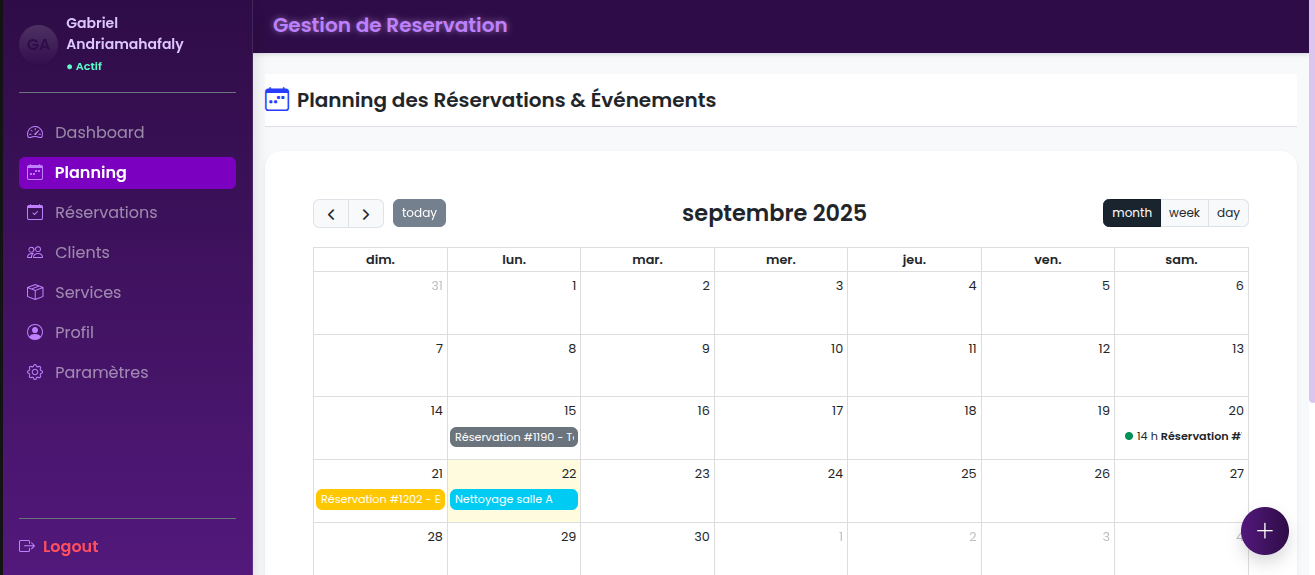 GA
Gabriel
Andriamahafaly
● Actif
Dashboard
Planning
Réservations
Clients
Services
Profil
Paramètres
Logout
Gestion de Reservation
Planning des Réservations & Événements
today
septembre 2025
month week day
dim. lun. mar. mer. jeu. ven. sam.
31 1 2 3 4 5 6
7 8 9 10 11 12 13
14 15 16 17 18 19 20
Réservation #1190 - T
14 h Réservation #
21 22 23 24 25 26 27
Réservation #1202 - E
Nettoyage salle A
28 29 30 1 2 3 4
+